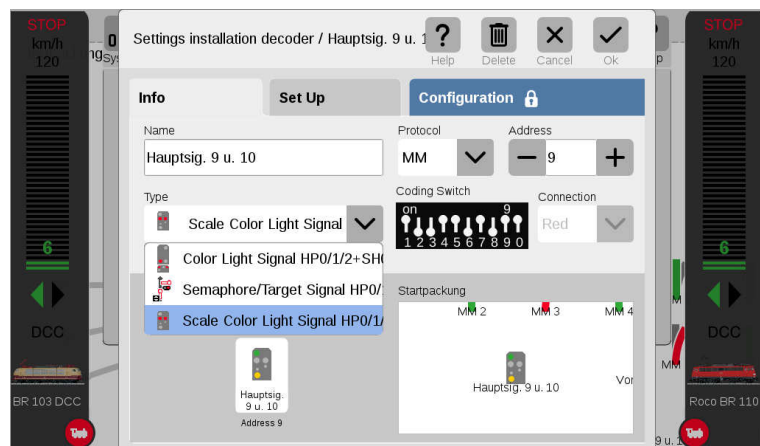 STOP
km/h
120
6
DCC
BR 103 DCC
Settings installation decoder / Hauptsig. 9 u. 1
?
Help
Delete
Cancel
Ok
Info
Set Up
Configuration
Name
Hauptsig. 9 u. 10
Protocol
MM
Address
9
Type
Scale Color Light Signal
Coding Switch
on
9
1 2 3 4 5 6 7 8 9 0
Connection
Red
Color Light Signal HP0/1/2+SH
Semaphore/Target Signal HP0/
Scale Color Light Signal HP0/1/
Hauptsig.
9 u. 10
Address 9
Startpackung
MM 2
MM 3
MM 4
Hauptsig. 9 u. 10
Vor
STOP
km/h
120
6
DCC
Roco BR 110
MM
9 u. 1